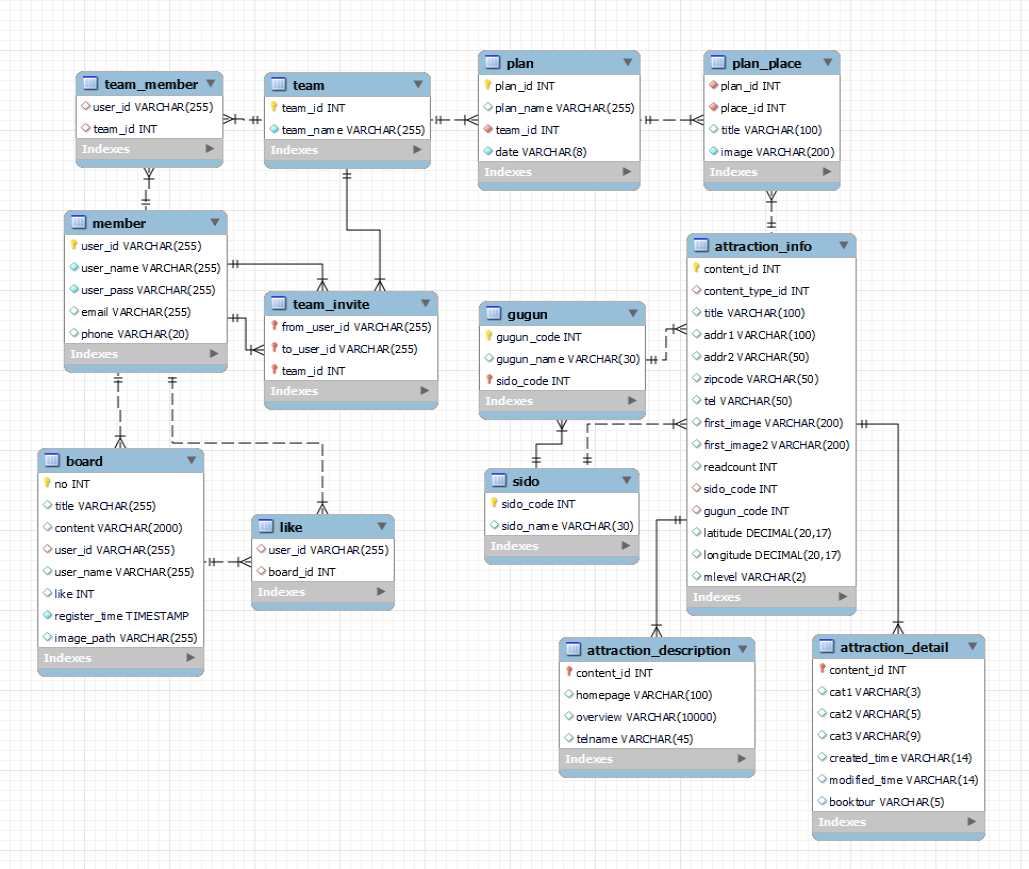 team_member
user_id VARCHAR(255)
team_id INT
Indexes
team
team_id INT
team_name VARCHAR(255)
Indexes
plan
plan_id INT
plan_name VARCHAR(255)
team_id INT
date VARCHAR(8)
Indexes
plan_place
plan_id INT
place_id INT
title VARCHAR(100)
image VARCHAR(200)
Indexes
member
user_id VARCHAR(255)
user_name VARCHAR(255)
user_pass VARCHAR(255)
email VARCHAR(255)
phone VARCHAR(20)
Indexes
team_invite
from_user_id VARCHAR(255)
to_user_id VARCHAR(255)
team_id INT
Indexes
gugun
gugun_code INT
gugun_name VARCHAR(30)
sido_code INT
Indexes
attraction_info
content_id INT
content_type_id INT
title VARCHAR(100)
addr1 VARCHAR(100)
addr2 VARCHAR(50)
zipcode VARCHAR(50)
tel VARCHAR(50)
first_image VARCHAR(200)
first_image2 VARCHAR(200)
readcount INT
sido_code INT
gugun_code INT
latitude DECIMAL(20,17)
longitude DECIMAL(20,17)
mlevel VARCHAR(2)
Indexes
board
no INT
title VARCHAR(255)
content VARCHAR(2000)
user_id VARCHAR(255)
user_name VARCHAR(255)
like INT
register_time TIMESTAMP
image_path VARCHAR(255)
Indexes
like
user_id VARCHAR(255)
board_id INT
Indexes
sido
sido_code INT
sido_name VARCHAR(30)
Indexes
attraction_description
content_id INT
homepage VARCHAR(100)
overview VARCHAR(10000)
telname VARCHAR(45)
Indexes
attraction_detail
content_id INT
cat1 VARCHAR(3)
cat2 VARCHAR(5)
cat3 VARCHAR(9)
created_time VARCHAR(14)
modified_time VARCHAR(14)
booktour VARCHAR(5)
Indexes